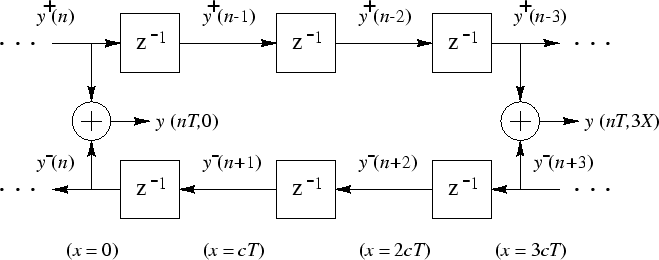 · · · y⁺(n) z⁻¹ y⁺(n-1) z⁻¹ y⁺(n-2) z⁻¹ y⁺(n-3) · · ·
+ y (nT,0) + y (nT,3X)
· · · y⁻(n) z⁻¹ y⁻(n+1) z⁻¹ y⁻(n+2) z⁻¹ y⁻(n+3) · · ·
(x = 0) (x = cT) (x = 2cT) (x = 3cT)